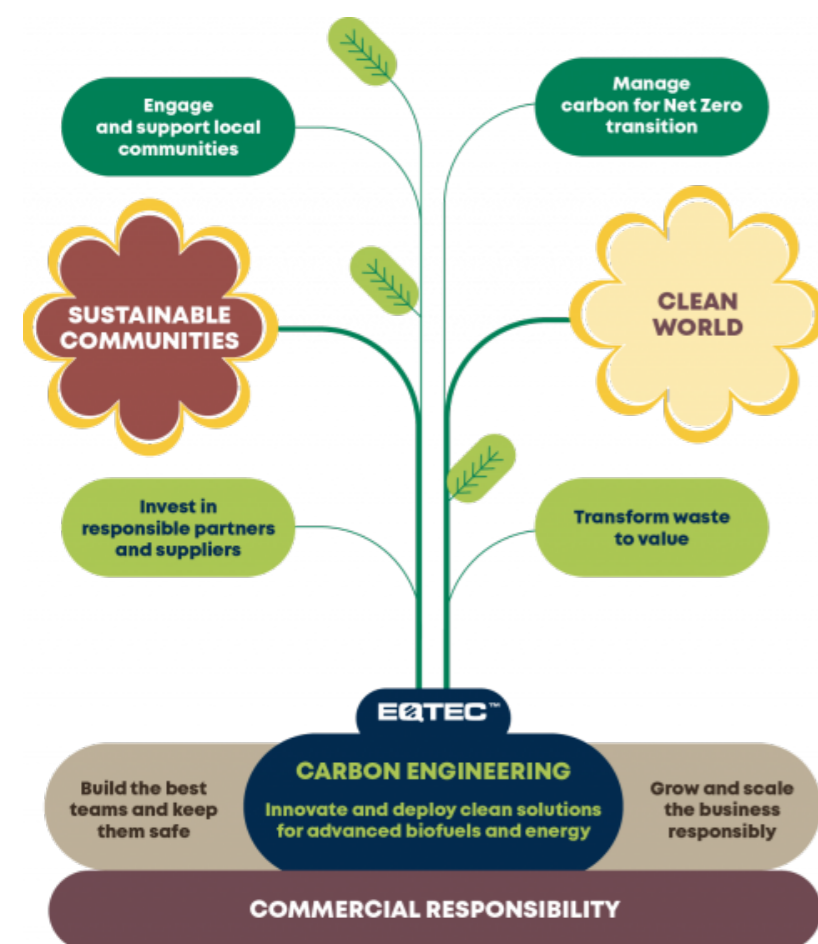 Engage
and support local
communities
Manage
carbon for Net Zero
transition
SUSTAINABLE
COMMUNITIES
CLEAN
WORLD
Invest in
responsible partners
and suppliers
Transform waste
to value
EQTEC™
CARBON ENGINEERING
Innovate and deploy clean solutions
for advanced biofuels and energy
Build the best
teams and keep
them safe
Grow and scale
the business
responsibly
COMMERCIAL RESPONSIBILITY